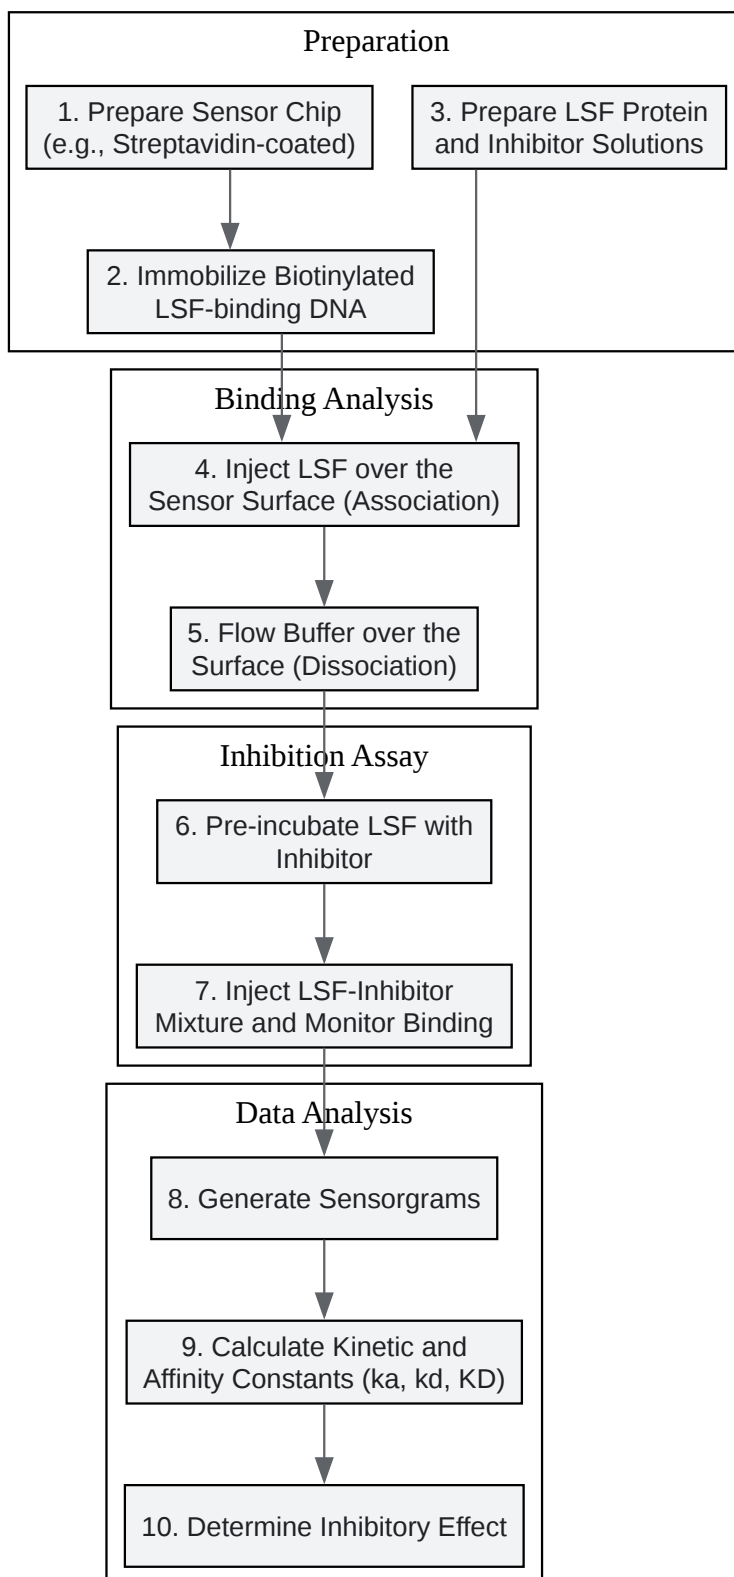 Preparation
1. Prepare Sensor Chip
(e.g., Streptavidin-coated)
3. Prepare LSF Protein
and Inhibitor Solutions
2. Immobilize Biotinylated
LSF-binding DNA
Binding Analysis
4. Inject LSF over the
Sensor Surface (Association)
5. Flow Buffer over the
Surface (Dissociation)
Inhibition Assay
6. Pre-incubate LSF with
Inhibitor
7. Inject LSF-Inhibitor
Mixture and Monitor Binding
Data Analysis
8. Generate Sensorgrams
9. Calculate Kinetic and
Affinity Constants (ka, kd, KD)
10. Determine Inhibitory Effect